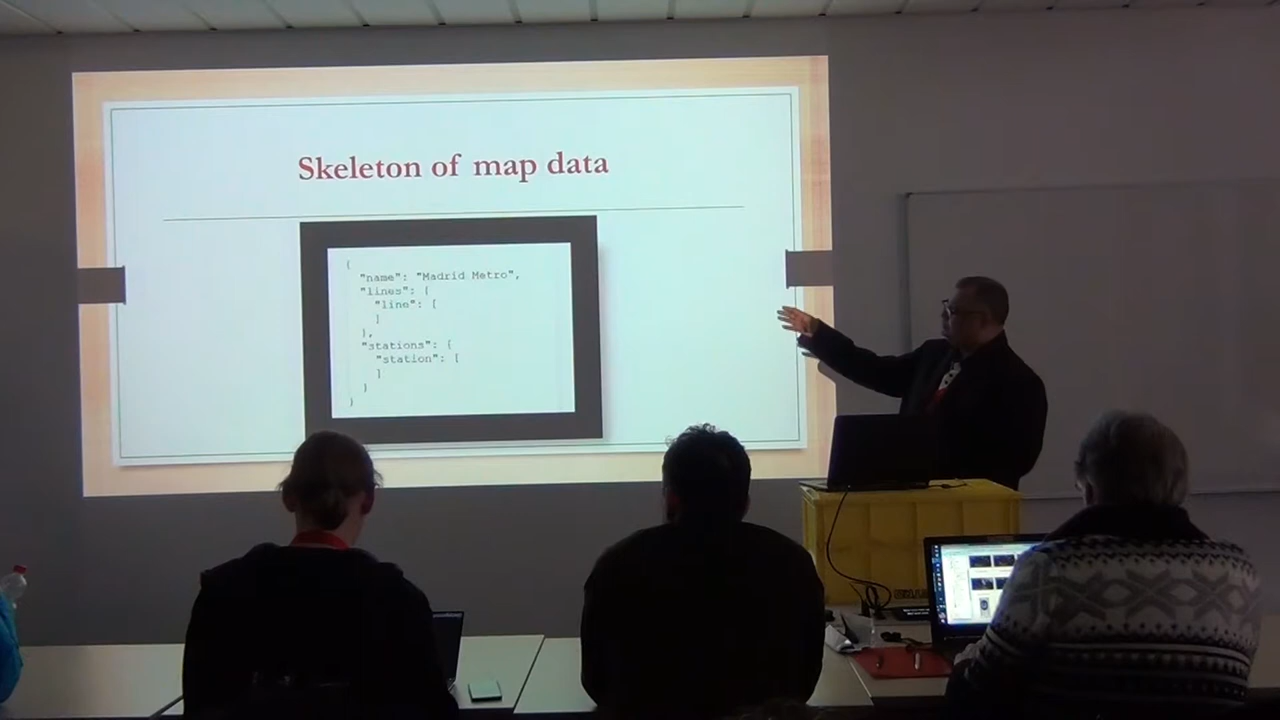 Skeleton of map data
{
"name": "Madrid Metro",
"lines": {
"line": [
]
},
"stations": {
"station": [
]
}
}